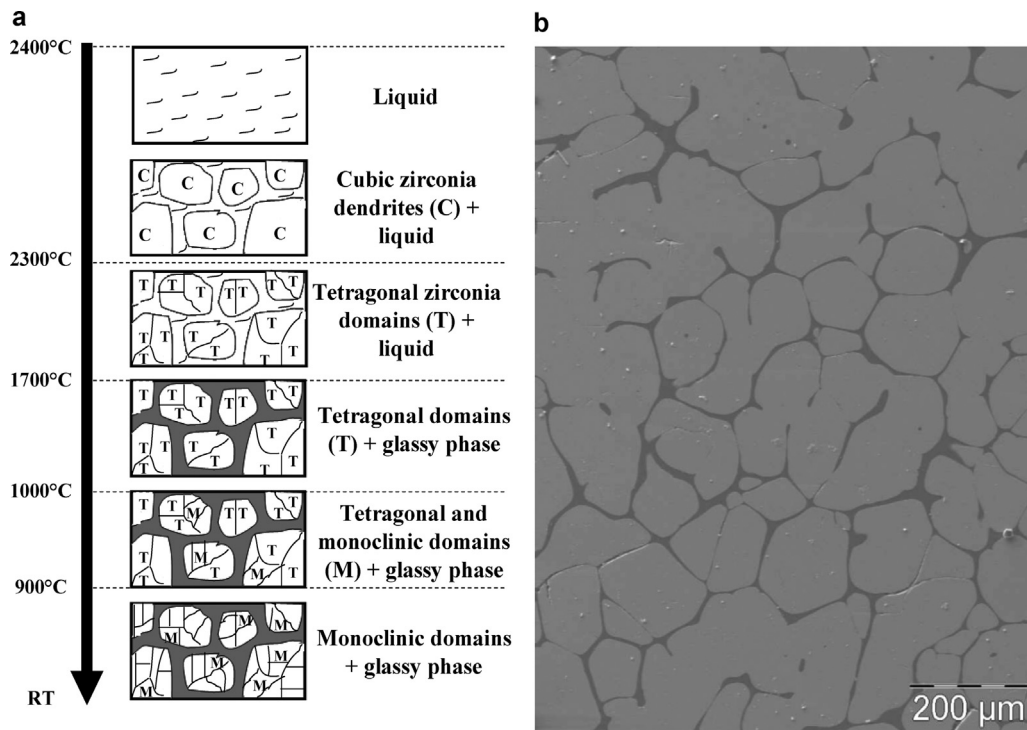 a
b
2400°C
Liquid
C C C C
C C C
Cubic zirconia
dendrites (C) +
liquid
2300°C
T T T T T T T
T T T T T T T
Tetragonal zirconia
domains (T) +
liquid
1700°C
T T T T T T T
T T T T T T T
Tetragonal domains
(T) + glassy phase
1000°C
T T M T T T T T
T T M T T M T
Tetragonal and
monoclinic domains
(M) + glassy phase
900°C
M M M
M M M M
Monoclinic domains
+ glassy phase
RT
200 µm